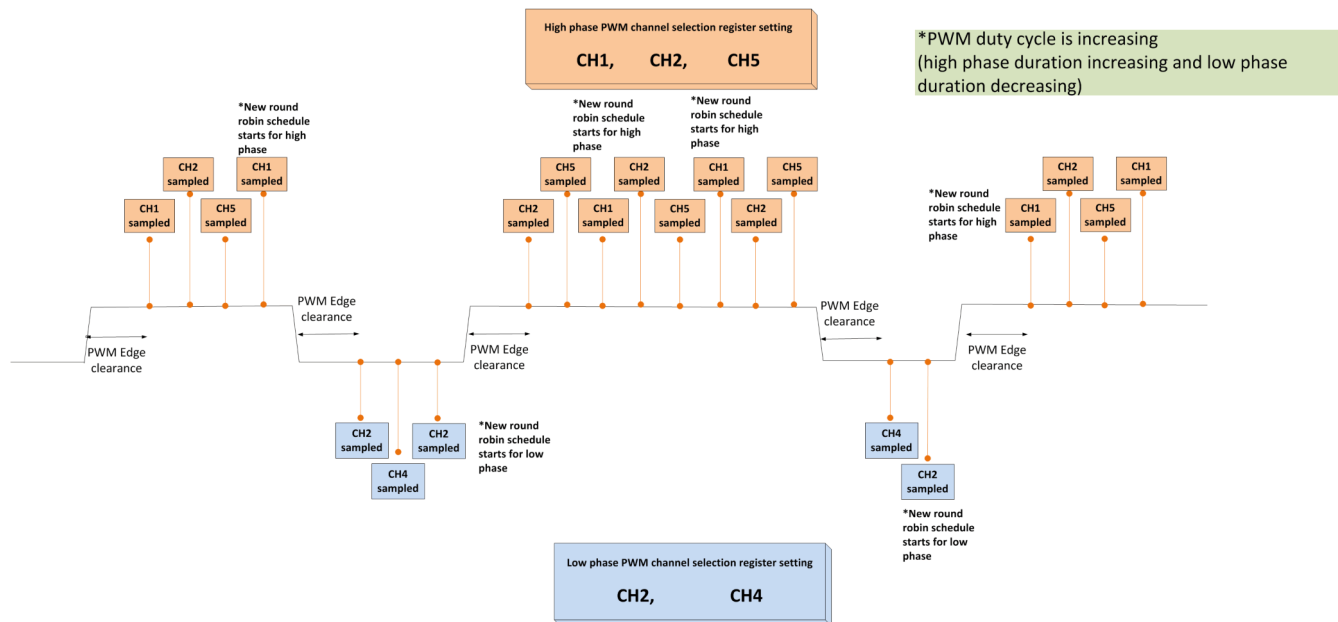 High phase PWM channel selection register setting
CH1, CH2, CH5
*PWM duty cycle is increasing
(high phase duration increasing and low phase
duration decreasing)
*New round
robin schedule
starts for high
phase
*New round
robin schedule
starts for high
phase
*New round
robin schedule
starts for high
phase
CH2
sampled
CH1
sampled
CH1
sampled
CH5
sampled
CH5
sampled
CH2
sampled
CH1
sampled
CH5
sampled
CH2
sampled
CH1
sampled
CH5
sampled
CH2
sampled
*New round
robin schedule
starts for high
phase
CH2
sampled
CH1
sampled
CH1
sampled
CH5
sampled
PWM Edge
clearance
PWM Edge
clearance
PWM Edge
clearance
PWM Edge
clearance
PWM Edge
clearance
CH2
sampled
CH4
sampled
CH2
sampled
*New round
robin schedule
starts for low
phase
CH4
sampled
CH2
sampled
*New round
robin schedule
starts for low
phase
Low phase PWM channel selection register setting
CH2, CH4